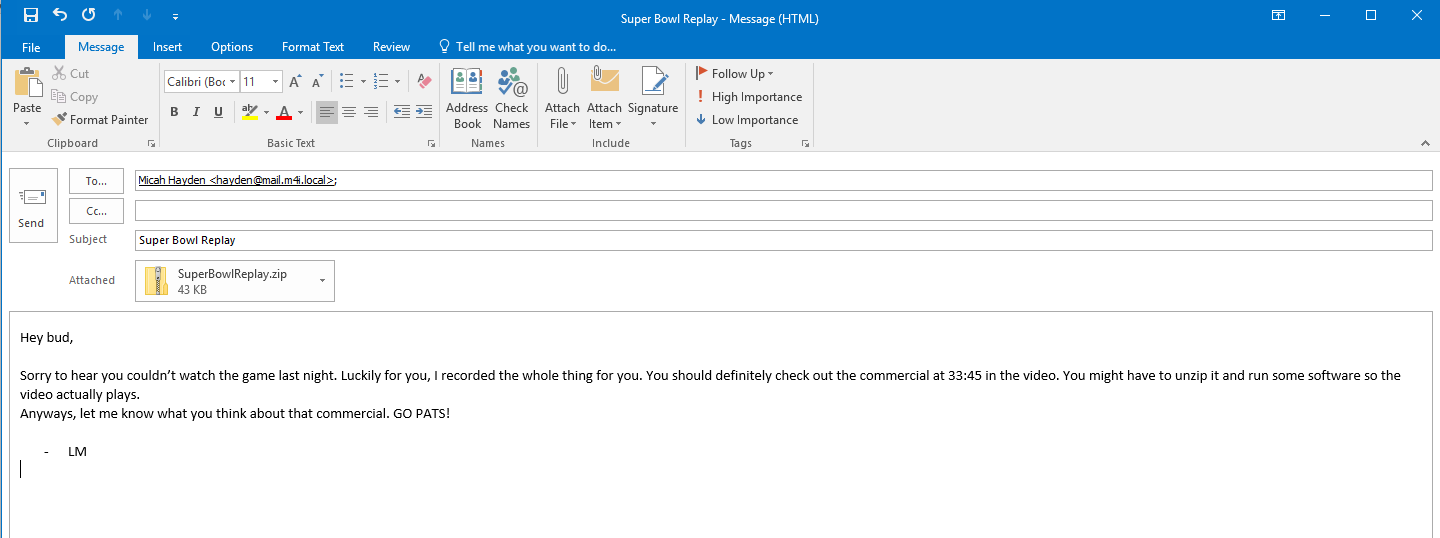 Super Bowl Replay - Message (HTML)
File Message Insert Options Format Text Review Tell me what you want to do...
Paste
Cut
Copy
Format Painter
Clipboard
Calibri (Boc 11
B I U
Basic Text
Address Book
Check Names
Names
Attach File
Attach Item
Signature
Include
Follow Up
High Importance
Low Importance
Tags
Send
To... Micah Hayden <hayden@mail.m4i.local>;
Cc...
Subject Super Bowl Replay
Attached SuperBowlReplay.zip
43 KB
Hey bud,
Sorry to hear you couldn’t watch the game last night. Luckily for you, I recorded the whole thing for you. You should definitely check out the commercial at 33:45 in the video. You might have to unzip it and run some software so the
video actually plays.
Anyways, let me know what you think about that commercial. GO PATS!
- LM